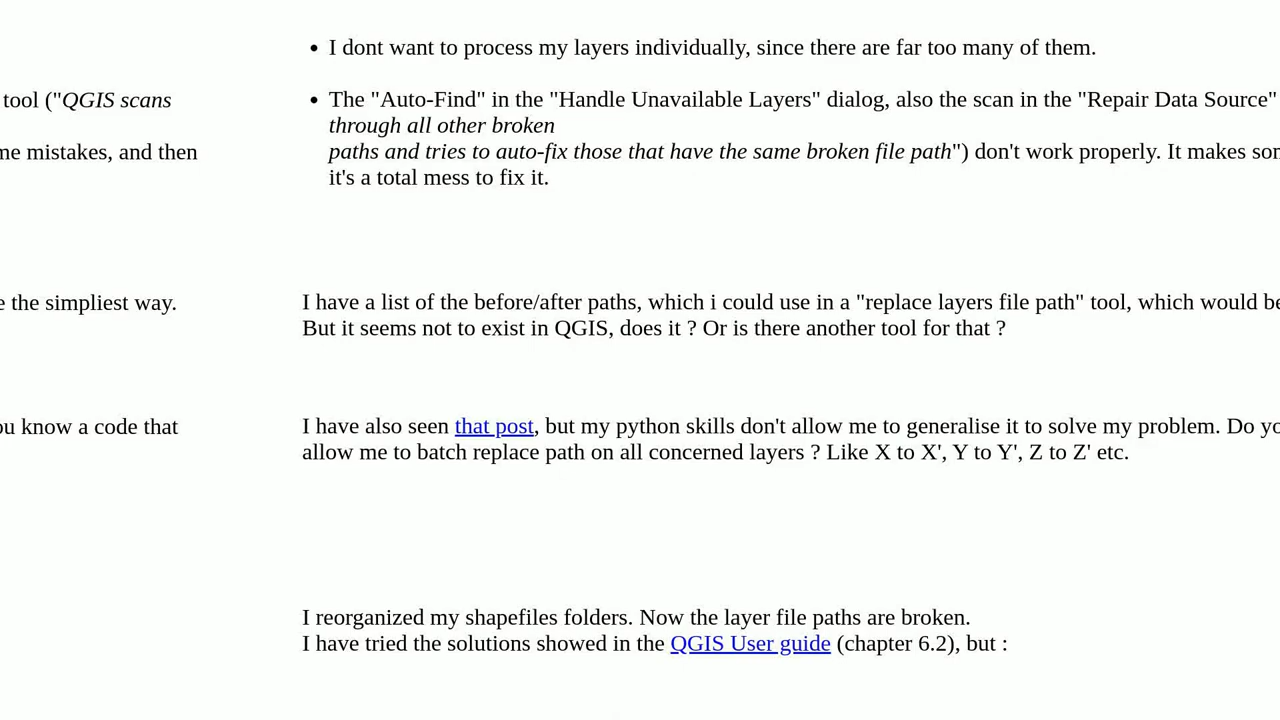 I dont want to process my layers individually, since there are far too many of them.
The "Auto-Find" in the "Handle Unavailable Layers" dialog, also the scan in the "Repair Data Source" tool ("QGIS scans
through all other broken
paths and tries to auto-fix those that have the same broken file path") don't work properly. It makes some mistakes, and then
it's a total mess to fix it.
I have a list of the before/after paths, which i could use in a "replace layers file path" tool, which would be the simpliest way.
But it seems not to exist in QGIS, does it ? Or is there another tool for that ?
I have also seen that post, but my python skills don't allow me to generalise it to solve my problem. Do you know a code that
allow me to batch replace path on all concerned layers ? Like X to X', Y to Y', Z to Z' etc.
I reorganized my shapefiles folders. Now the layer file paths are broken.
I have tried the solutions showed in the QGIS User guide (chapter 6.2), but :